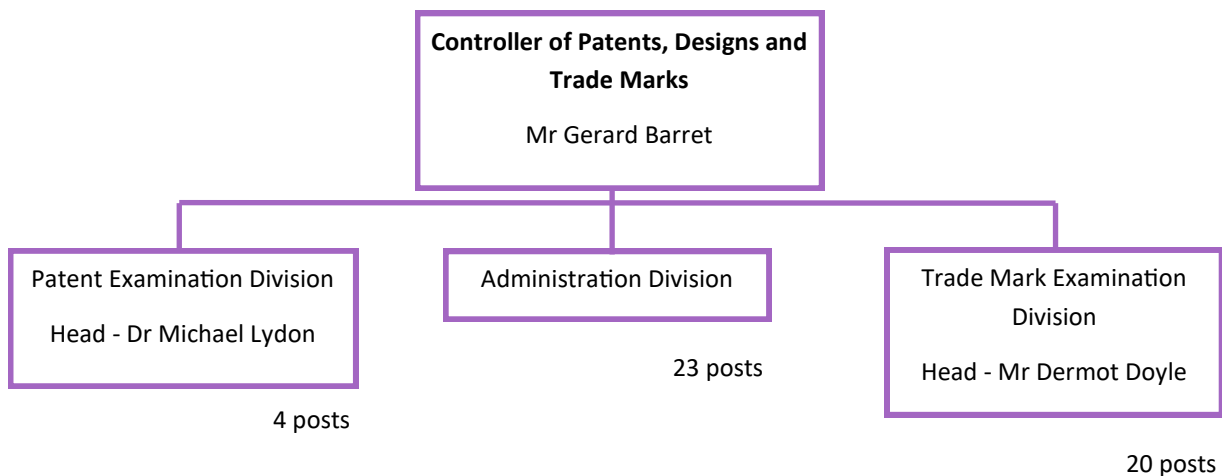 Controller of Patents, Designs and
Trade Marks
Mr Gerard Barret
Patent Examination Division
Head - Dr Michael Lydon
4 posts
Administration Division
23 posts
Trade Mark Examination
Division
Head - Mr Dermot Doyle
20 posts